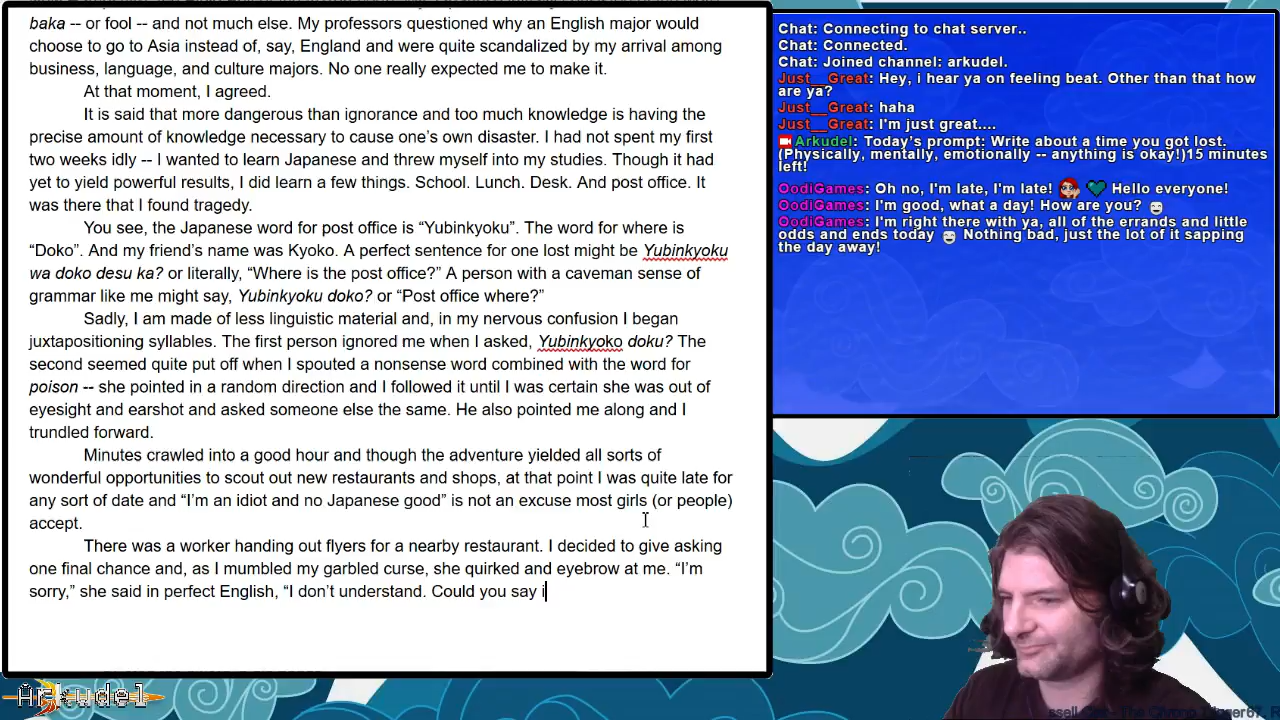 baka -- or fool -- and not much else. My professors questioned why an English major would
choose to go to Asia instead of, say, England and were quite scandalized by my arrival among
business, language, and culture majors. No one really expected me to make it.
At that moment, I agreed.
It is said that more dangerous than ignorance and too much knowledge is having the
precise amount of knowledge necessary to cause one’s own disaster. I had not spent my first
two weeks idly -- I wanted to learn Japanese and threw myself into my studies. Though it had
yet to yield powerful results, I did learn a few things. School. Lunch. Desk. And post office. It
was there that I found tragedy.
You see, the Japanese word for post office is “Yubinkyoku”. The word for where is
“Doko”. And my friend’s name was Kyoko. A perfect sentence for one lost might be Yubinkyoku
wa doko desu ka? or literally, “Where is the post office?” A person with a caveman sense of
grammar like me might say, Yubinkyoku doko? or “Post office where?”
Sadly, I am made of less linguistic material and, in my nervous confusion I began
juxtapositioning syllables. The first person ignored me when I asked, Yubinkyoko doku? The
second seemed quite put off when I spouted a nonsense word combined with the word for
poison -- she pointed in a random direction and I followed it until I was certain she was out of
eyesight and earshot and asked someone else the same. He also pointed me along and I
trundled forward.
Minutes crawled into a good hour and though the adventure yielded all sorts of
wonderful opportunities to scout out new restaurants and shops, at that point I was quite late for
any sort of date and “I’m an idiot and no Japanese good” is not an excuse most girls (or people)
accept.
There was a worker handing out flyers for a nearby restaurant. I decided to give asking
one final chance and, as I mumbled my garbled curse, she quirked and eyebrow at me. “I’m
sorry,” she said in perfect English, “I don’t understand. Could you say i
Chat: Connecting to chat server..
Chat: Connected.
Chat: Joined channel: arkudel.
Just__Great: Hey, i hear ya on feeling beat. Other than that how
are ya?
Just__Great: haha
Just__Great: I'm just great....
Arkudel: Today's prompt: Write about a time you got lost.
(Physically, mentally, emotionally -- anything is okay!)15 minutes
left!
OodiGames: Oh no, I'm late, I'm late! Hello everyone!
OodiGames: I'm good, what a day! How are you?
OodiGames: I'm right there with ya, all of the errands and little
odds and ends today Nothing bad, just the lot of it sapping
the day away!
Arkudel